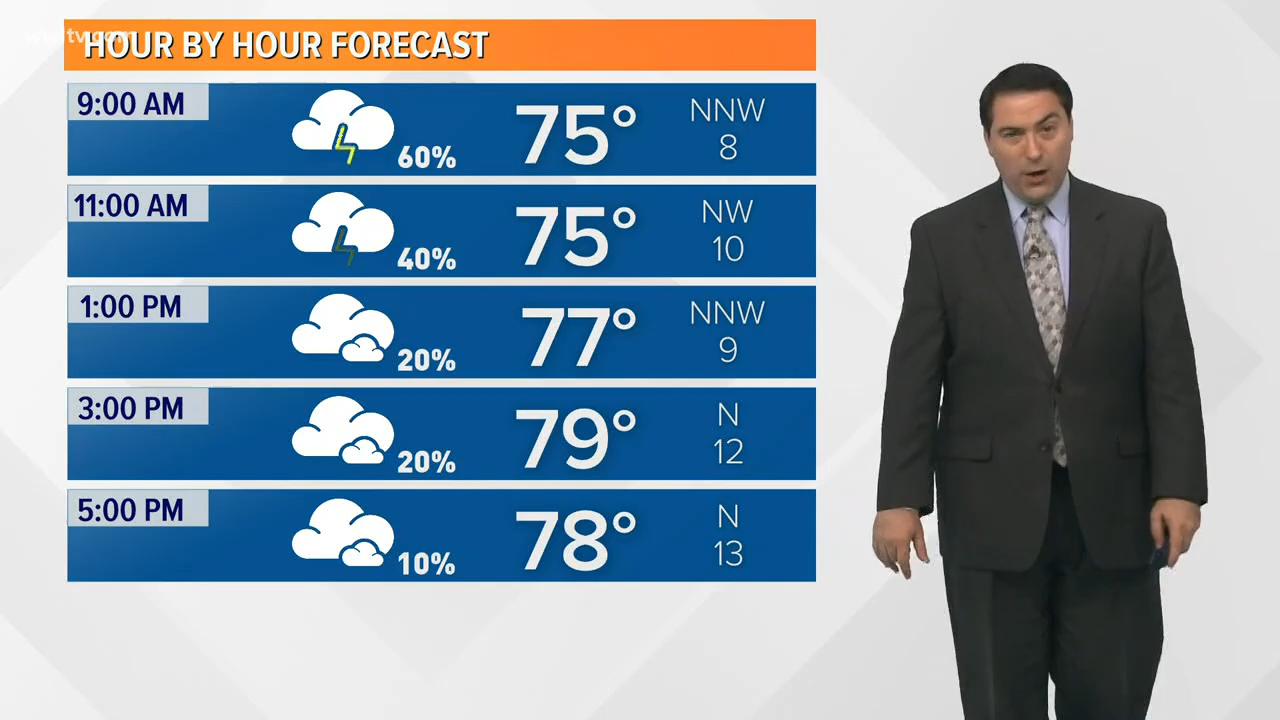 HOUR BY HOUR FORECAST
9:00 AM 60% 75° NNW 8
11:00 AM 40% 75° NW 10
1:00 PM 20% 77° NNW 9
3:00 PM 20% 79° N 12
5:00 PM 10% 78° N 13